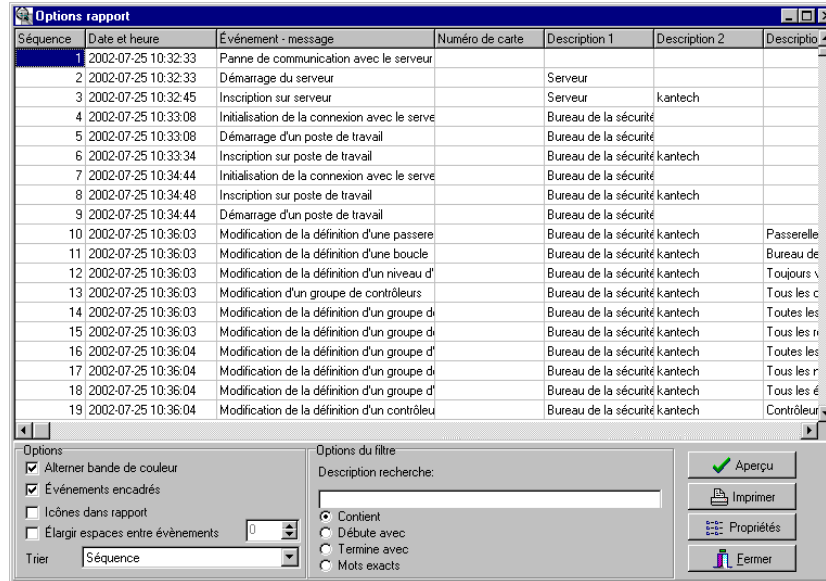 Options rapport
Séquence Date et heure Événement - message Numéro de carte Description 1 Description 2 Descriptio
1 2002-07-25 10:32:33 Panne de communication avec le serveur
2 2002-07-25 10:32:33 Démarrage du serveur Serveur
3 2002-07-25 10:32:45 Inscription sur serveur Serveur kantech
4 2002-07-25 10:33:08 Initialisation de la connexion avec le serve Bureau de la sécurité
5 2002-07-25 10:33:08 Démarrage d'un poste de travail Bureau de la sécurité
6 2002-07-25 10:33:34 Inscription sur poste de travail Bureau de la sécurité kantech
7 2002-07-25 10:34:44 Initialisation de la connexion avec le serve Bureau de la sécurité
8 2002-07-25 10:34:48 Inscription sur poste de travail Bureau de la sécurité kantech
9 2002-07-25 10:34:44 Démarrage d'un poste de travail Bureau de la sécurité
10 2002-07-25 10:36:03 Modification de la définition d'une passere Bureau de la sécurité kantech Passerelle
11 2002-07-25 10:36:03 Modification de la définition d'une boucle Bureau de la sécurité kantech Bureau de
12 2002-07-25 10:36:03 Modification de la définition d'un niveau d' Bureau de la sécurité kantech Toujours v
13 2002-07-25 10:36:03 Modification d'un groupe de contrôleurs Bureau de la sécurité kantech Tous les c
14 2002-07-25 10:36:03 Modification de la définition d'un groupe de Bureau de la sécurité kantech Toutes les
15 2002-07-25 10:36:03 Modification de la définition d'un groupe de Bureau de la sécurité kantech Tous les r
16 2002-07-25 10:36:04 Modification de la définition d'un groupe d' Bureau de la sécurité kantech Toutes les
17 2002-07-25 10:36:04 Modification de la définition d'un groupe de Bureau de la sécurité kantech Tous les r
18 2002-07-25 10:36:04 Modification de la définition d'un groupe d' Bureau de la sécurité kantech Tous les é
19 2002-07-25 10:36:04 Modification de la définition d'un contrôleu Bureau de la sécurité kantech Contrôleur
Options
Alterner bande de couleur
Événements encadrés
Icônes dans rapport
Élargir espaces entre évènements 0
Trier Séquence
Options du filtre
Description recherche:
Contient
Débute avec
Termine avec
Mots exacts
Aperçu
Imprimer
Propriétés
Fermer